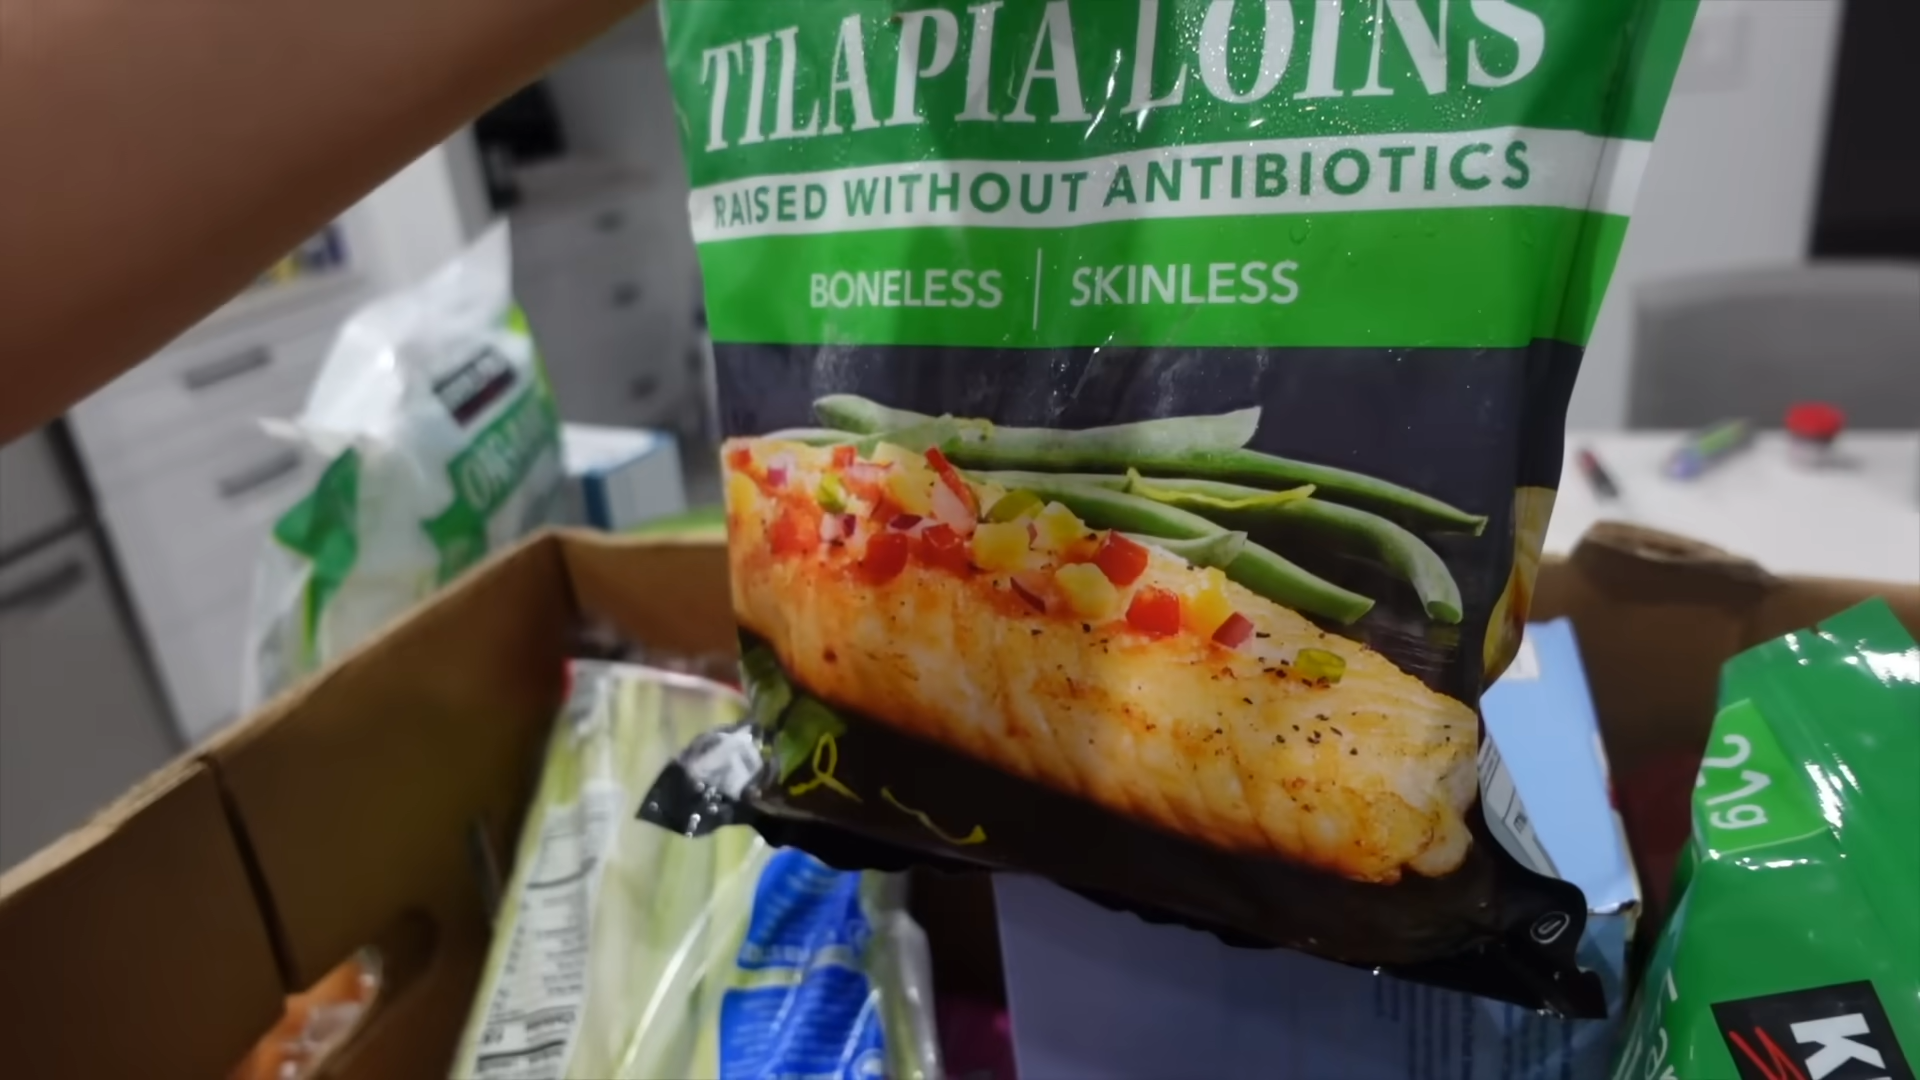 TILAPIA LOINS
RAISED WITHOUT ANTIBIOTICS
BONELESS | SKINLESS
ORGANIC
21g
U